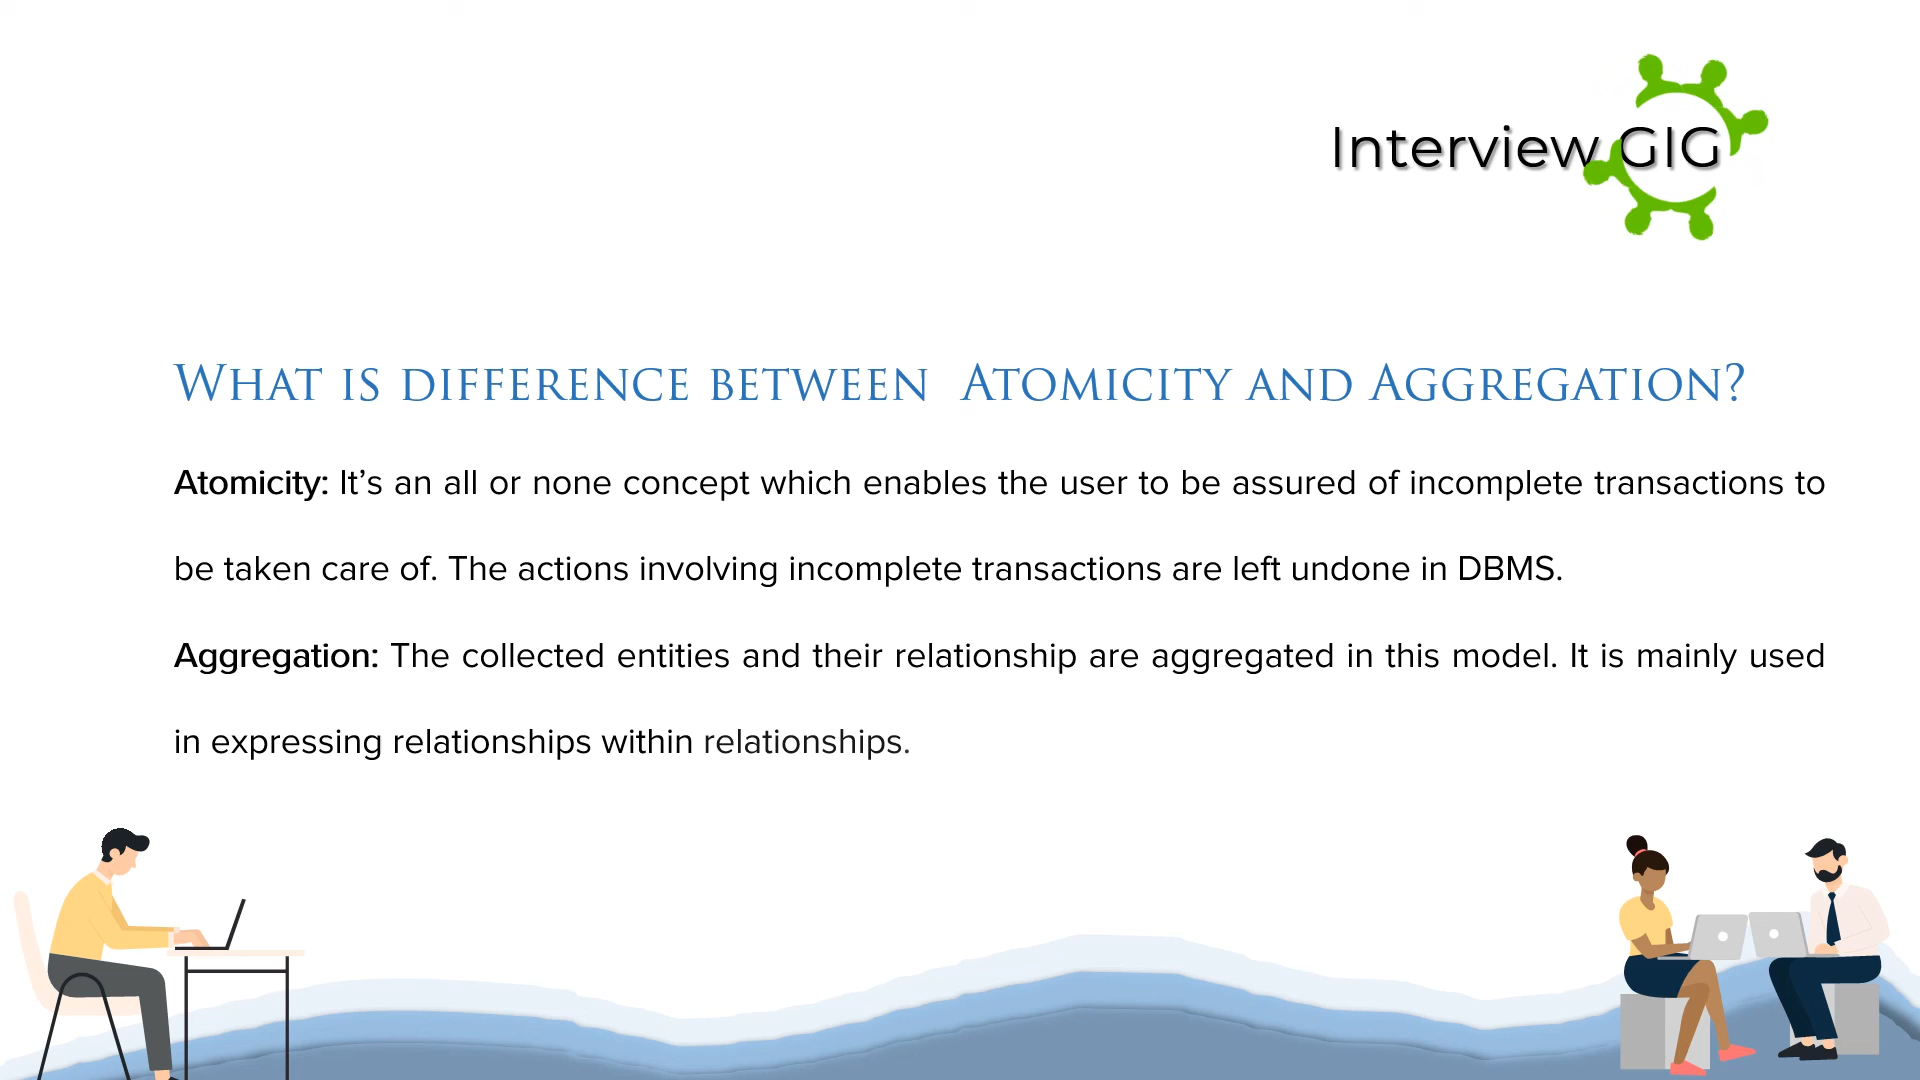 Interview GIG
What is difference between Atomicity and Aggregation?
Atomicity: It’s an all or none concept which enables the user to be assured of incomplete transactions to
be taken care of. The actions involving incomplete transactions are left undone in DBMS.
Aggregation: The collected entities and their relationship are aggregated in this model. It is mainly used
in expressing relationships within relationships.